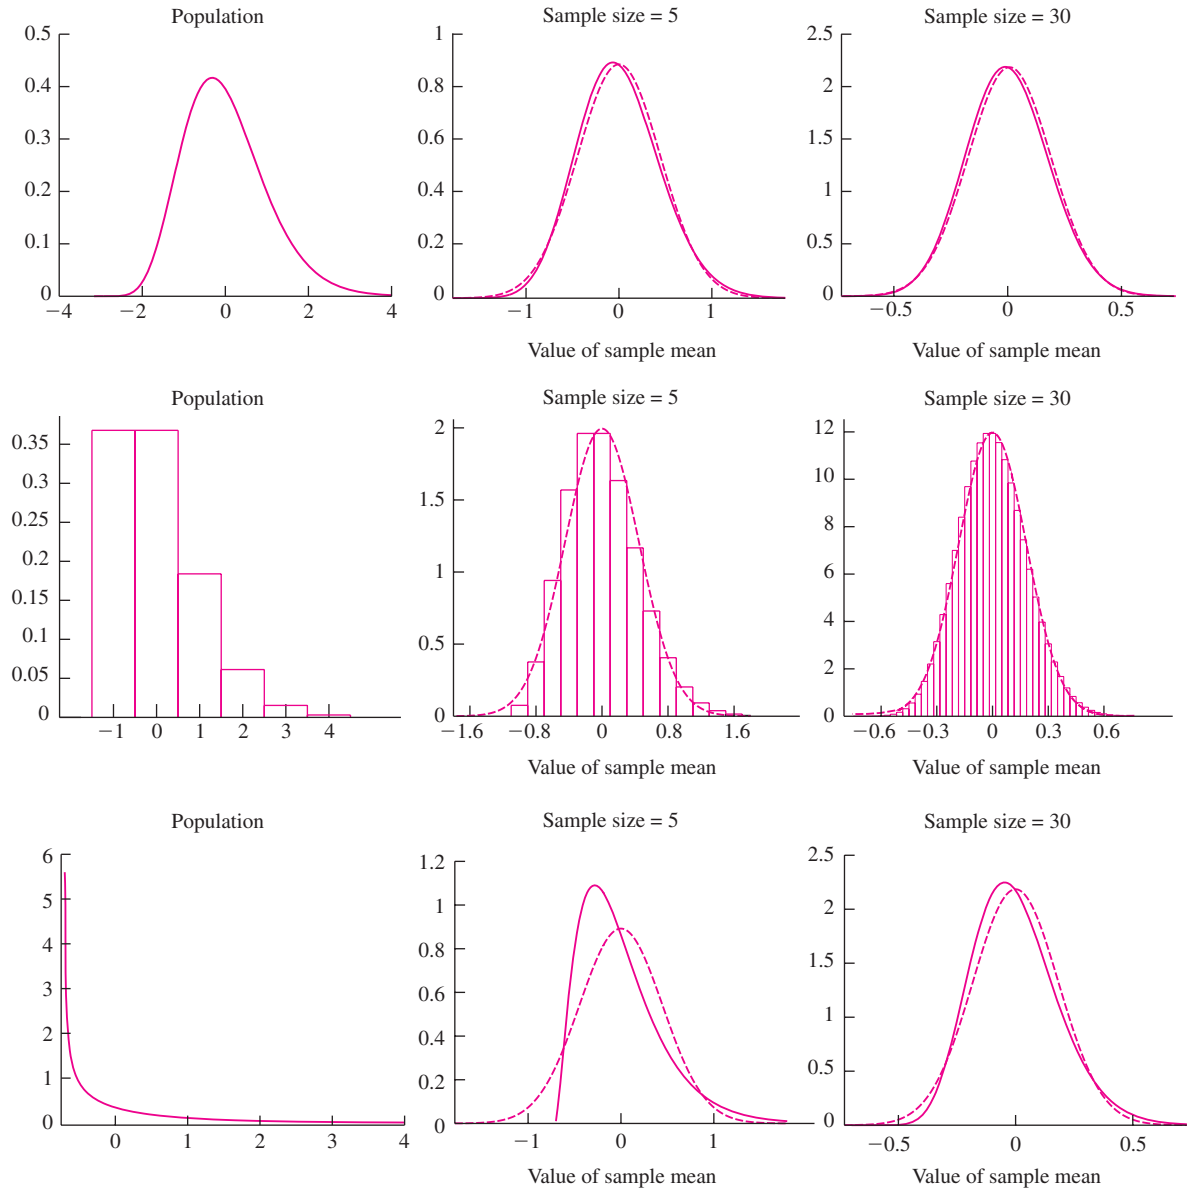 Population Sample size = 5 Sample size = 30
0.5 1 2.5
0.4 0.8 2
0.3 0.6 1.5
0.2 0.4 1
0.1 0.2 0.5
0 0 0
−4 −2 0 2 4 −1 0 1 −0.5 0 0.5
Value of sample mean Value of sample mean
Population Sample size = 5 Sample size = 30
0.35 2 12
0.3 10
0.25 1.5 8
0.2 1 6
0.15 4
0.1 0.5 2
0.05
0 0 0
−1 0 1 2 3 4 −1.6 −0.8 0 0.8 1.6 −0.6 −0.3 0 0.3 0.6
Value of sample mean Value of sample mean
Population Sample size = 5 Sample size = 30
6 1.2 2.5
5 1 2
4 0.8
3 0.6 1.5
2 0.4 1
1 0.2 0.5
0 0 0
0 1 2 3 4 −1 0 1 −0.5 0 0.5
Value of sample mean Value of sample mean